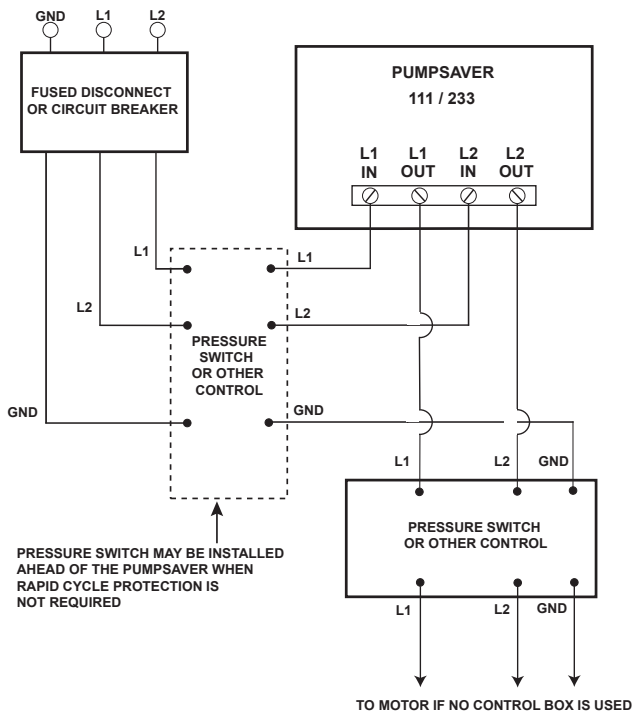 GND L1 L2
FUSED DISCONNECT
OR CIRCUIT BREAKER
PUMPSAVER
111 / 233
L1 L1 L2 L2
IN OUT IN OUT
L1 L1
L2 L2
PRESSURE
SWITCH
OR OTHER
CONTROL
GND GND
L1 L2 GND
PRESSURE SWITCH
OR OTHER CONTROL
PRESSURE SWITCH MAY BE INSTALLED
AHEAD OF THE PUMPSAVER WHEN
RAPID CYCLE PROTECTION IS
NOT REQUIRED
L1 L2 GND
TO MOTOR IF NO CONTROL BOX IS USED